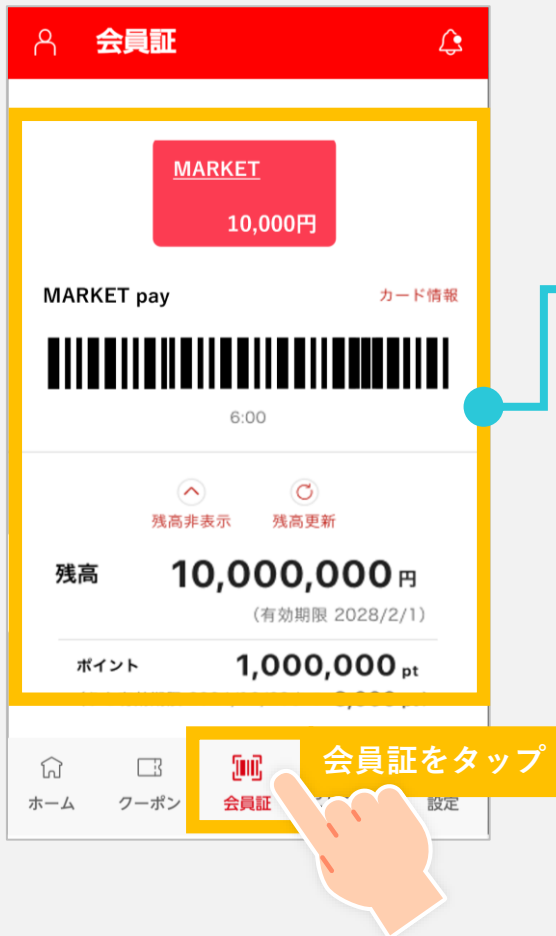 会員証
MARKET
10,000円
MARKET pay
カード情報
6:00
残高非表示
残高更新
残高
10,000,000円
(有効期限 2028/2/1)
ポイント
1,000,000 pt
会員証をタップ
ホーム
クーポン
会員証
設定